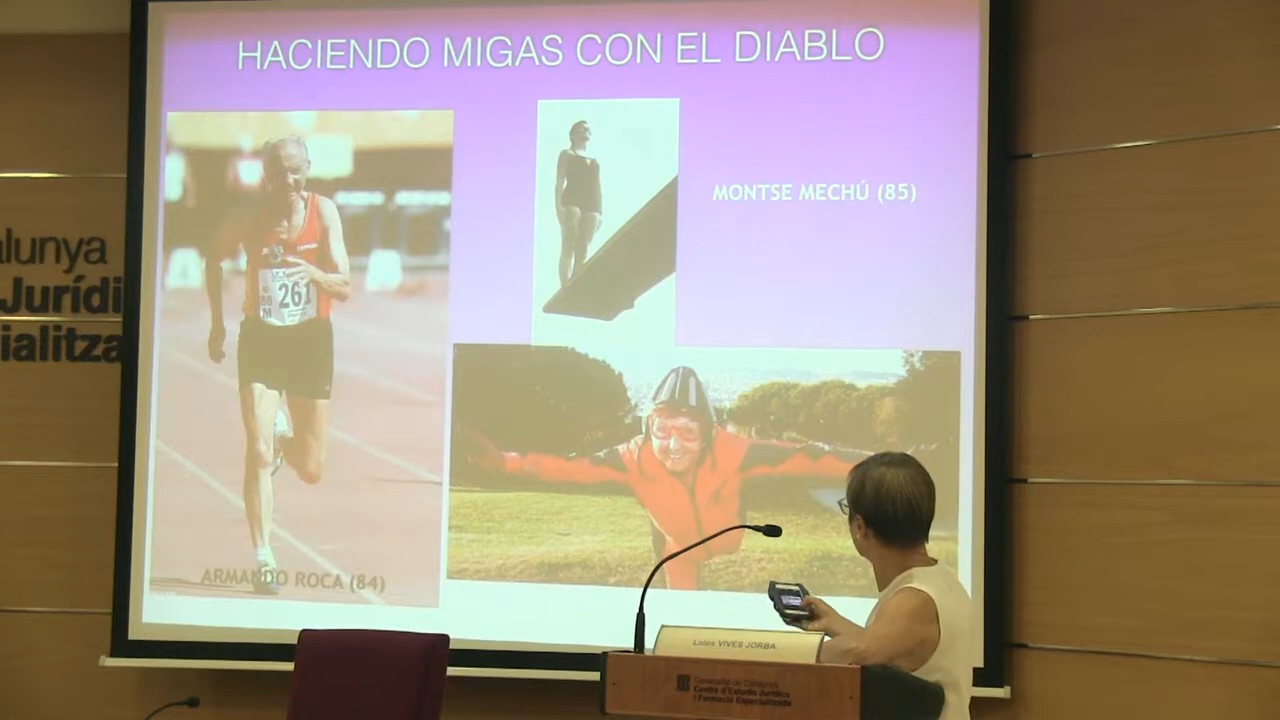 HACIENDO MIGAS CON EL DIABLO
MONTSE MECHÚ (85)
261
80
M
ARMANDO ROCA (84)
alunya
Jurídi
ialitza
Loles VIVES JORBA
Generalitat de Catalunya
Centre d'Estudis Jurídics
i Formació Especialitzada